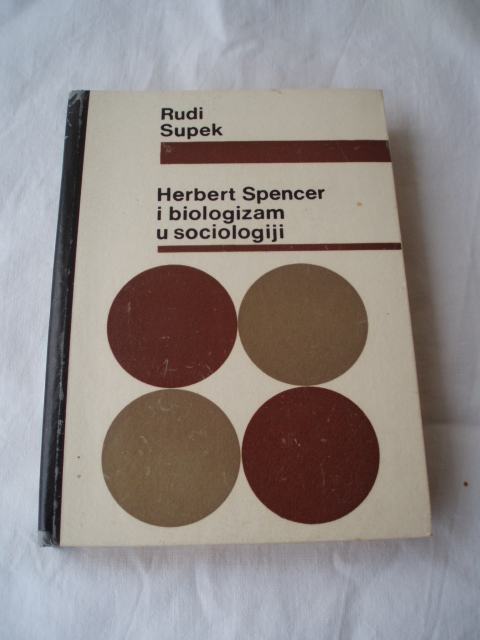 Rudi
Supek
Herbert Spencer
i biologizam
u sociologiji